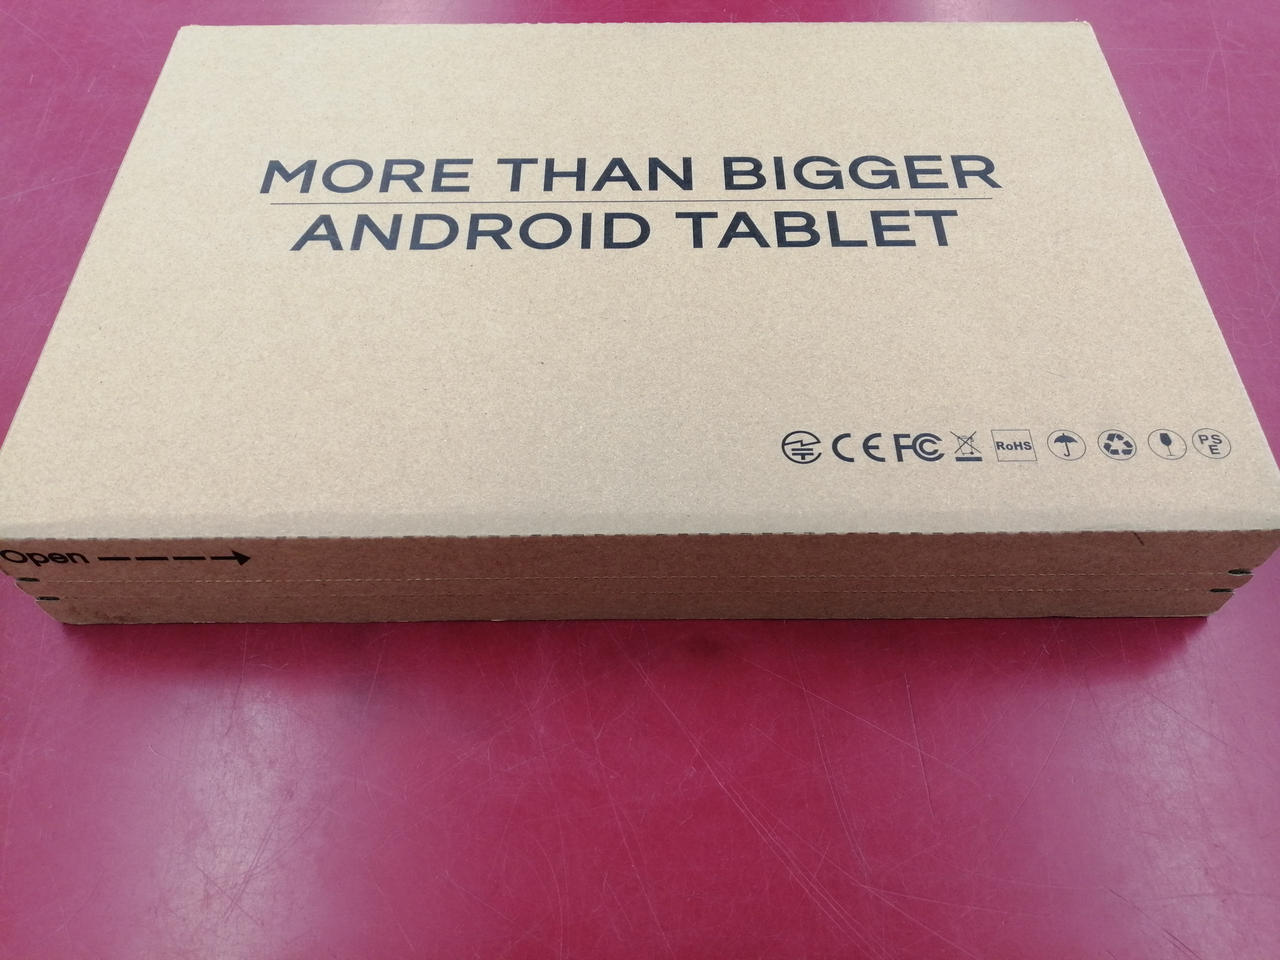 MORE THAN BIGGER
ANDROID TABLET
CE FC RoHS PSE
Open